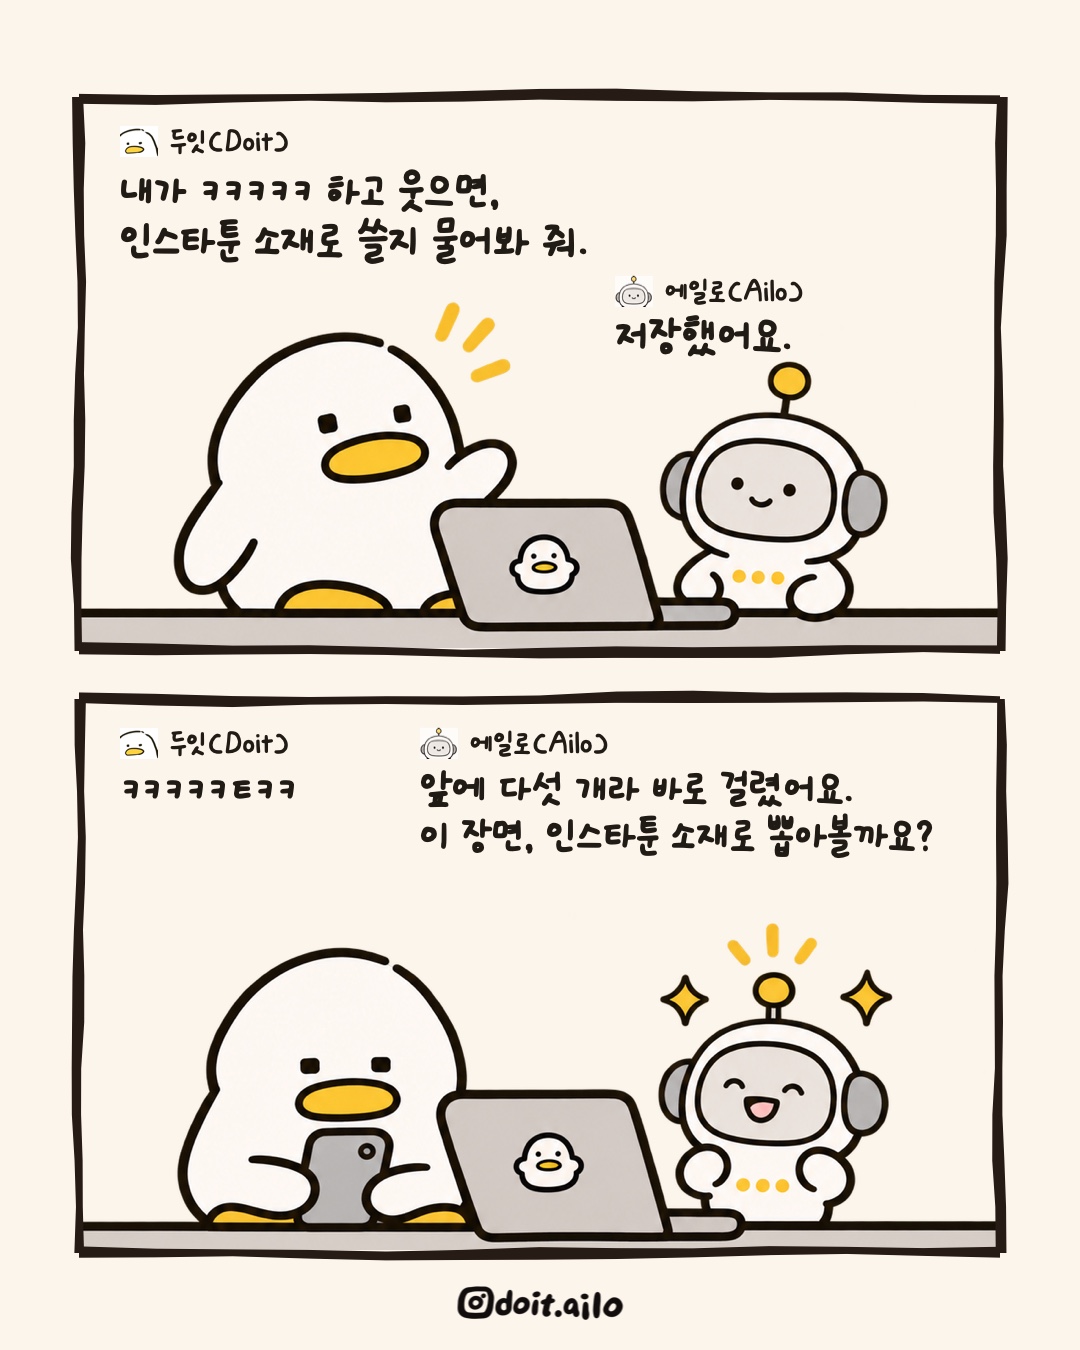 두잇(Doit)
내가 ㅋㅋㅋㅋㅋ 하고 웃으면,
인스타툰 소재로 쓸지 물어봐 줘.
에일로(Ailo)
저장했어요.
두잇(Doit)
ㅋㅋㅋㅋㅋㅌㅋㅋ
에일로(Ailo)
앞에 다섯 개라 바로 걸렸어요.
이 장면, 인스타툰 소재로 뽑아볼까요?
doit.ailo